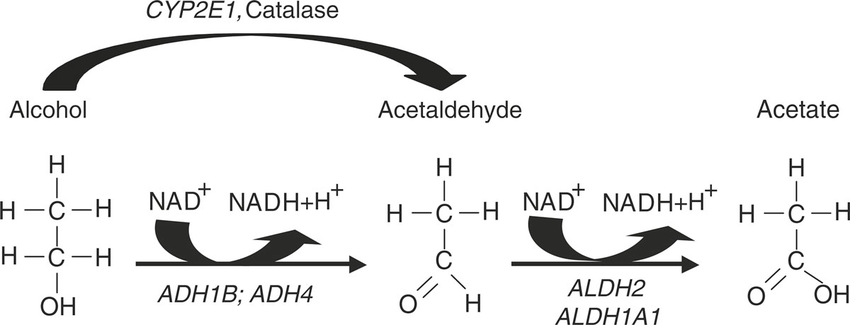 CYP2E1, Catalase
Alcohol Acetaldehyde Acetate
H H H
NAD+ NADH+H+ NAD+ NADH+H+
H C H H C H H C H
H C H C C
OH O H O OH
ADH1B; ADH4 ALDH2
ALDH1A1